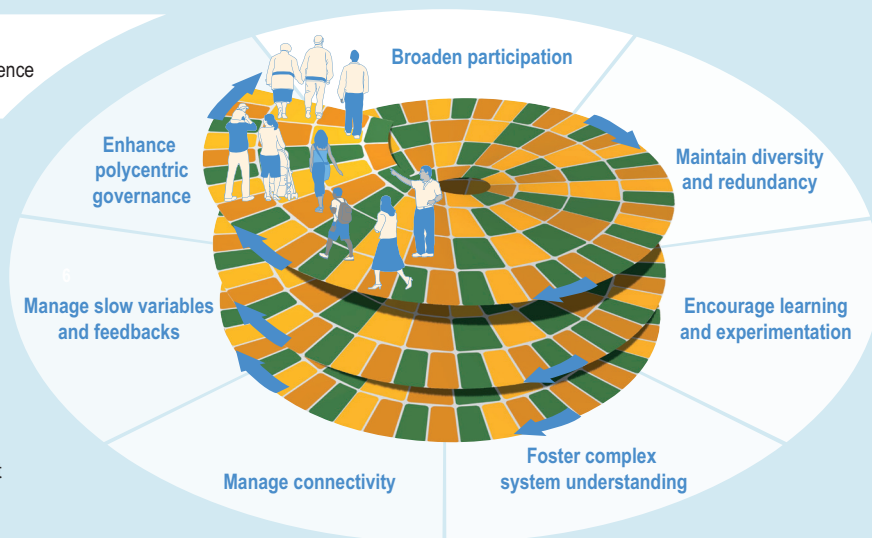 ence
Broaden participation
Enhance
polycentric
governance
Maintain diversity
and redundancy
6
Manage slow variables
and feedbacks
Encourage learning
and experimentation
Foster complex
system understanding
Manage connectivity